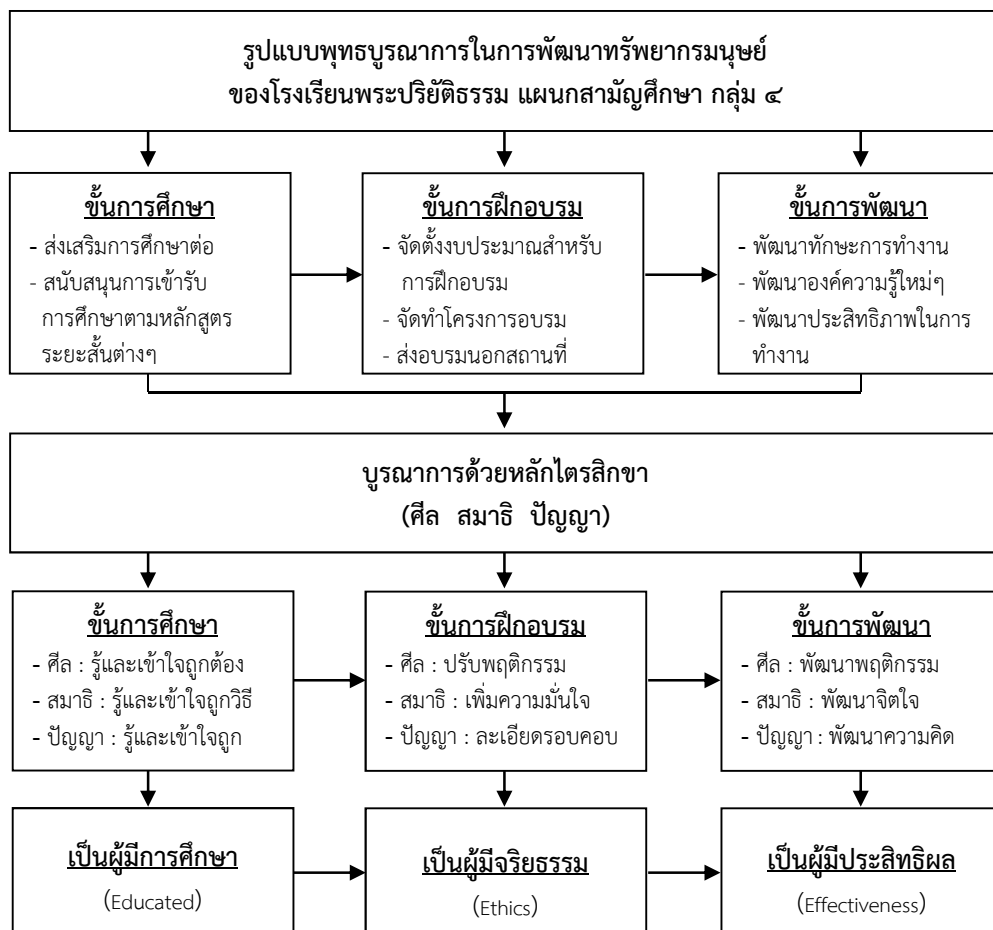 รูปแบบพุทธบูรณาการในการพัฒนาทรัพยากรมนุษย์
ของโรงเรียนพระปริยัติธรรม แผนกสามัญศึกษา กลุ่ม ๔
ขั้นการศึกษา
- ส่งเสริมการศึกษาต่อ
- สนับสนุนการเข้ารับ
การศึกษาตามหลักสูตร
ระยะสั้นต่างๆ
ขั้นการฝึกอบรม
- จัดตั้งงบประมาณสำหรับ
การฝึกอบรม
- จัดทำโครงการอบรม
- ส่งอบรมนอกสถานที่
ขั้นการพัฒนา
- พัฒนาทักษะการทำงาน
- พัฒนาองค์ความรู้ใหม่ๆ
- พัฒนาประสิทธิภาพในการ
ทำงาน
บูรณาการด้วยหลักไตรสิกขา
(ศีล สมาธิ ปัญญา)
ขั้นการศึกษา
- ศีล : รู้และเข้าใจถูกต้อง
- สมาธิ : รู้และเข้าใจถูกวิธี
- ปัญญา : รู้และเข้าใจถูก
ขั้นการฝึกอบรม
- ศีล : ปรับพฤติกรรม
- สมาธิ : เพิ่มความมั่นใจ
- ปัญญา : ละเอียดรอบคอบ
ขั้นการพัฒนา
- ศีล : พัฒนาพฤติกรรม
- สมาธิ : พัฒนาจิตใจ
- ปัญญา : พัฒนาความคิด
เป็นผู้มีการศึกษา
(Educated)
เป็นผู้มีจริยธรรม
(Ethics)
เป็นผู้มีประสิทธิผล
(Effectiveness)